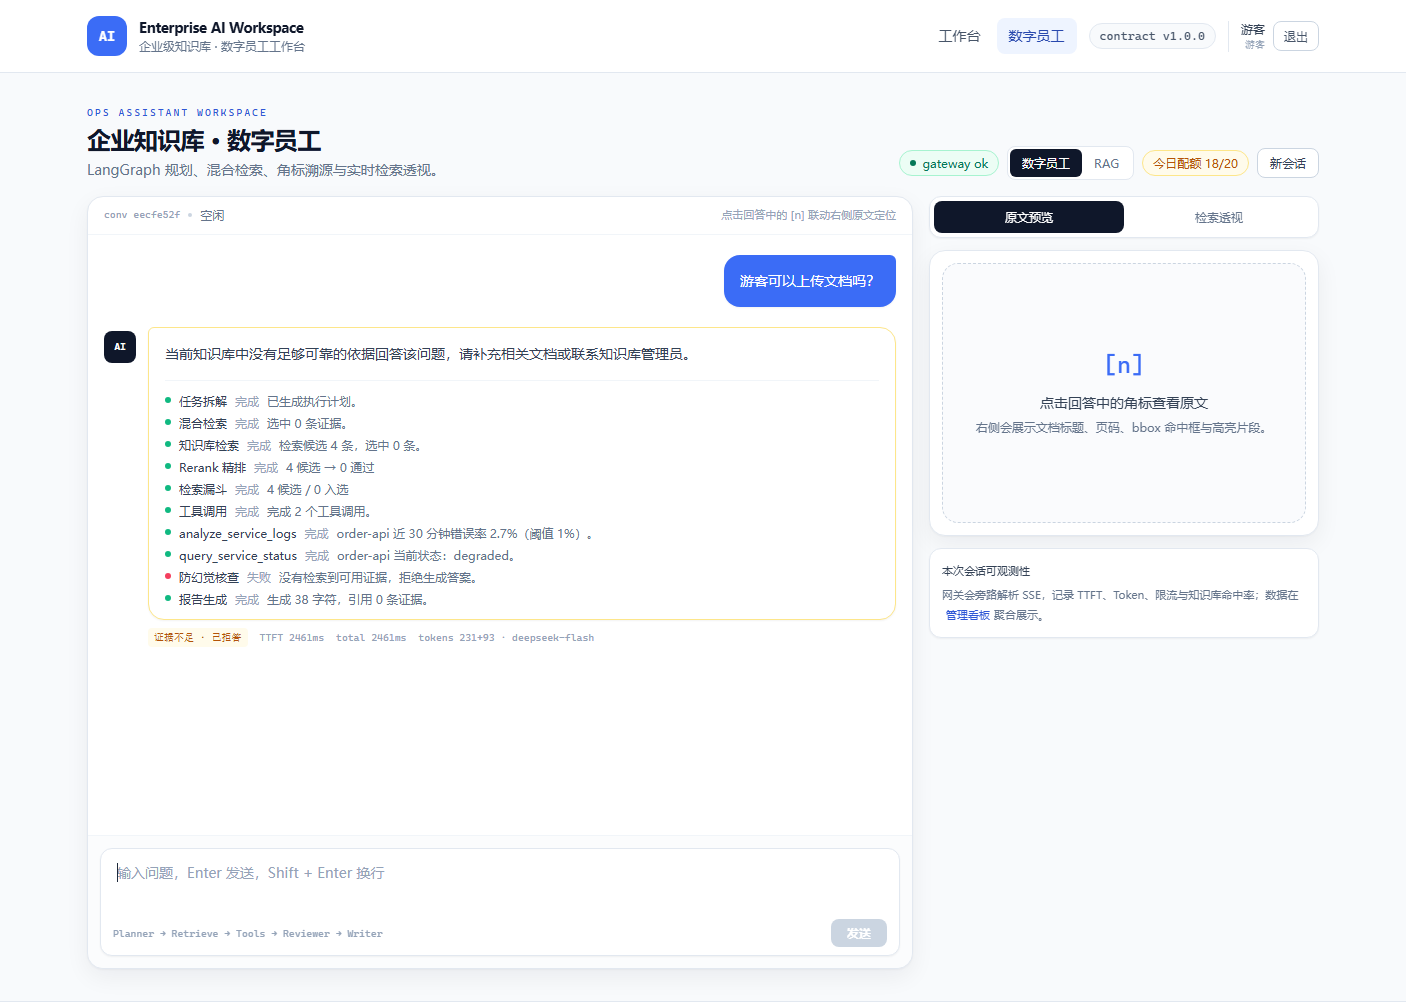 AI
Enterprise AI Workspace
企业级知识库 · 数字员工工作台
工作台
数字员工
contract v1.0.0
游客
游客
退出
OPS ASSISTANT WORKSPACE
企业知识库 · 数字员工
LangGraph 规划、混合检索、角标溯源与实时检索透视。
gateway ok
数字员工
RAG
今日配额 18/20
新会话
conv eecfe52f
空闲
点击回答中的 [n] 联动右侧原文定位
游客可以上传文档吗？
AI
当前知识库中没有足够可靠的依据回答该问题，请补充相关文档或联系知识库管理员。
任务拆解 完成 已生成执行计划。
混合检索 完成 选中 0 条证据。
知识库检索 完成 检索候选 4 条，选中 0 条。
Rerank 精排 完成 4 候选 → 0 通过
检索漏斗 完成 4 候选 / 0 入选
工具调用 完成 完成 2 个工具调用。
analyze_service_logs 完成 order-api 近 30 分钟错误率 2.7%（阈值 1%）。
query_service_status 完成 order-api 当前状态：degraded。
防幻觉核查 失败 没有检索到可用证据，拒绝生成答案。
报告生成 完成 生成 38 字符，引用 0 条证据。
证据不足 · 已拒答 TTFT 2461ms total 2461ms tokens 231+93 · deepseek-flash
输入问题，Enter 发送，Shift + Enter 换行
Planner → Retrieve → Tools → Reviewer → Writer
发送
原文预览
检索透视
[n]
点击回答中的角标查看原文
右侧会展示文档标题、页码、bbox 命中框与高亮片段。
本次会话可观测性
网关会旁路解析 SSE，记录 TTFT、Token、限流与知识库命中率；数据在
管理看板 聚合展示。